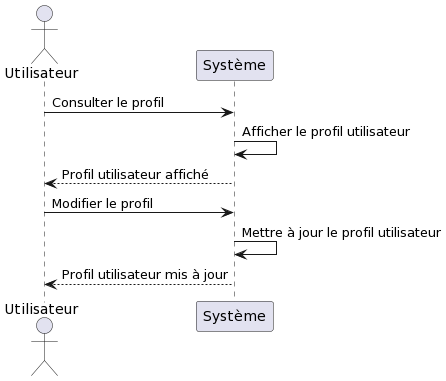 Utilisateur
Système
Consulter le profil
Afficher le profil utilisateur
Profil utilisateur affiché
Modifier le profil
Mettre à jour le profil utilisateur
Profil utilisateur mis à jour
Utilisateur
Système